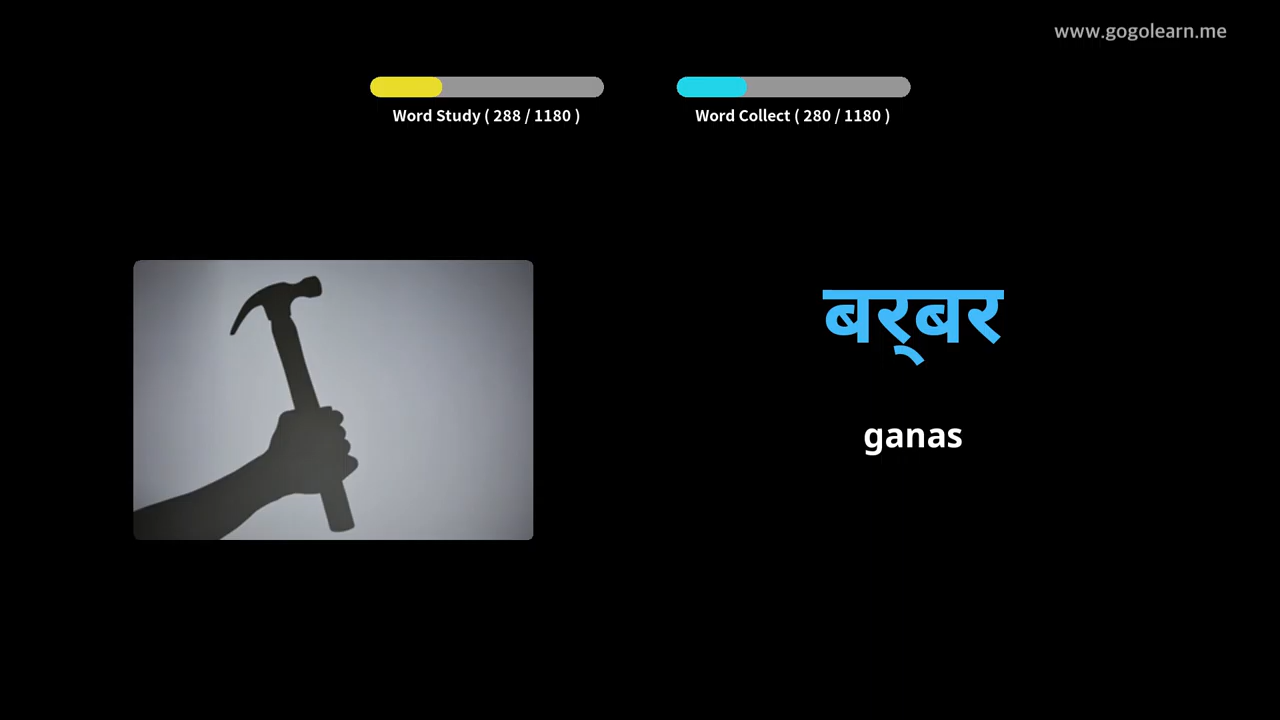 www.gogolearn.me
Word Study ( 288 / 1180 )
Word Collect ( 280 / 1180 )
बर्‌बर
ganas